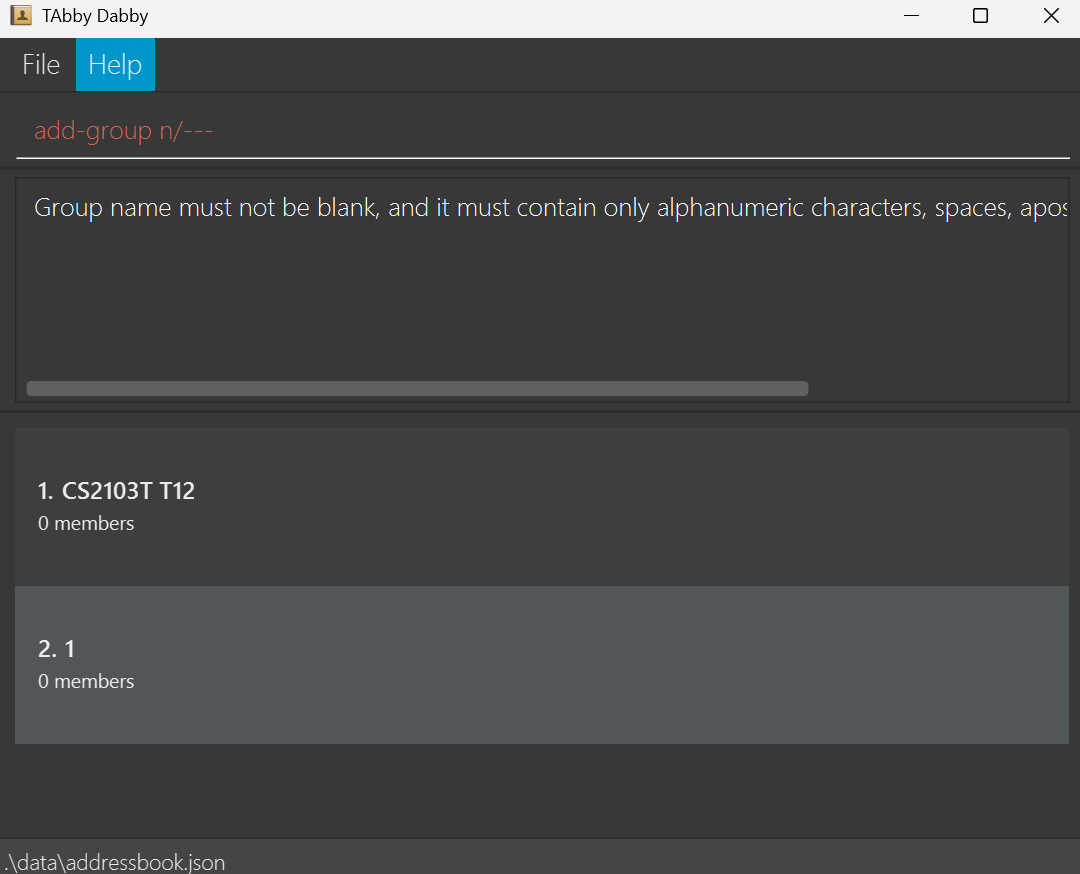 TAbby Dabby
File Help
add-group n/---
Group name must not be blank, and it must contain only alphanumeric characters, spaces,
1. CS2103T T12
0 members
2. 1
0 members
.\data\addressbook.json